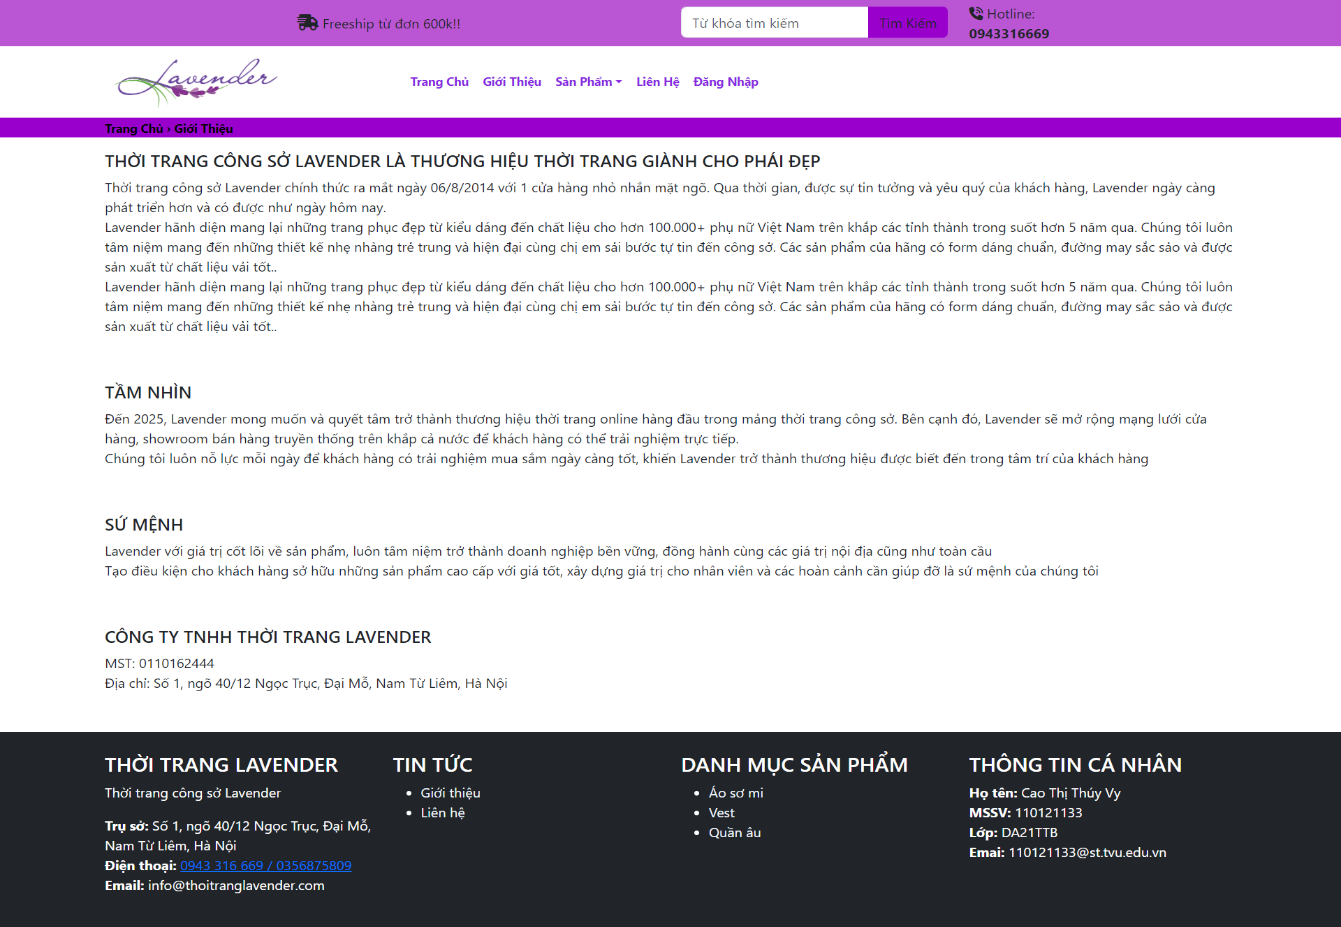 Freeship từ đơn 600k!!
Từ khóa tìm kiếm
Tìm Kiếm
Hotline:
0943316669
Lavender
Trang Chủ
Giới Thiệu
Sản Phẩm
Liên Hệ
Đăng Nhập
Trang Chủ › Giới Thiệu
THỜI TRANG CÔNG SỞ LAVENDER LÀ THƯƠNG HIỆU THỜI TRANG GIÀNH CHO PHÁI ĐẸP
Thời trang công sở Lavender chính thức ra mắt ngày 06/8/2014 với 1 cửa hàng nhỏ nhắn mặt ngõ. Qua thời gian, được sự tin tưởng và yêu quý của khách hàng, Lavender ngày càng
phát triển hơn và có được như ngày hôm nay.
Lavender hãnh diện mang lại những trang phục đẹp từ kiểu dáng đến chất liệu cho hơn 100.000+ phụ nữ Việt Nam trên khắp các tỉnh thành trong suốt hơn 5 năm qua. Chúng tôi luôn
tâm niệm mang đến những thiết kế nhẹ nhàng trẻ trung và hiện đại cùng chị em sải bước tự tin đến công sở. Các sản phẩm của hãng có form dáng chuẩn, đường may sắc sảo và được
sản xuất từ chất liệu vải tốt..
Lavender hãnh diện mang lại những trang phục đẹp từ kiểu dáng đến chất liệu cho hơn 100.000+ phụ nữ Việt Nam trên khắp các tỉnh thành trong suốt hơn 5 năm qua. Chúng tôi luôn
tâm niệm mang đến những thiết kế nhẹ nhàng trẻ trung và hiện đại cùng chị em sải bước tự tin đến công sở. Các sản phẩm của hãng có form dáng chuẩn, đường may sắc sảo và được
sản xuất từ chất liệu vải tốt..
TẦM NHÌN
Đến 2025, Lavender mong muốn và quyết tâm trở thành thương hiệu thời trang online hàng đầu trong mảng thời trang công sở. Bên cạnh đó, Lavender sẽ mở rộng mạng lưới cửa
hàng, showroom bán hàng truyền thống trên khắp cả nước để khách hàng có thể trải nghiệm trực tiếp.
Chúng tôi luôn nỗ lực mỗi ngày để khách hàng có trải nghiệm mua sắm ngày càng tốt, khiến Lavender trở thành thương hiệu được biết đến trong tâm trí của khách hàng
SỨ MỆNH
Lavender với giá trị cốt lõi về sản phẩm, luôn tâm niệm trở thành doanh nghiệp bền vững, đồng hành cùng các giá trị nội địa cũng như toàn cầu
Tạo điều kiện cho khách hàng sở hữu những sản phẩm cao cấp với giá tốt, xây dựng giá trị cho nhân viên và các hoàn cảnh cần giúp đỡ là sứ mệnh của chúng tôi
CÔNG TY TNHH THỜI TRANG LAVENDER
MST: 0110162444
Địa chỉ: Số 1, ngõ 40/12 Ngọc Trục, Đại Mỗ, Nam Từ Liêm, Hà Nội
THỜI TRANG LAVENDER
Thời trang công sở Lavender
Trụ sở: Số 1, ngõ 40/12 Ngọc Trục, Đại Mỗ,
Nam Từ Liêm, Hà Nội
Điện thoại: 0943 316 669 / 0356875809
Email: info@thoitranglavender.com
TIN TỨC
Giới thiệu
Liên hệ
DANH MỤC SẢN PHẨM
Áo sơ mi
Vest
Quần âu
THÔNG TIN CÁ NHÂN
Họ tên: Cao Thị Thúy Vy
MSSV: 110121133
Lớp: DA21TTB
Emai: 110121133@st.tvu.edu.vn